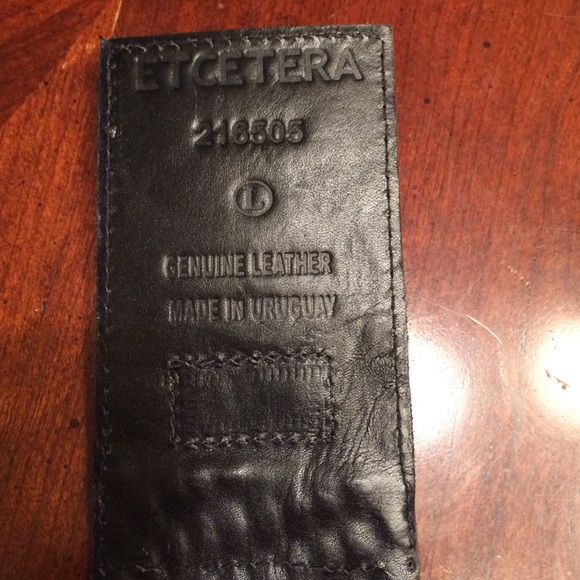 ETCETERA
216505
L
GENUINE LEATHER
MADE IN URUGUAY